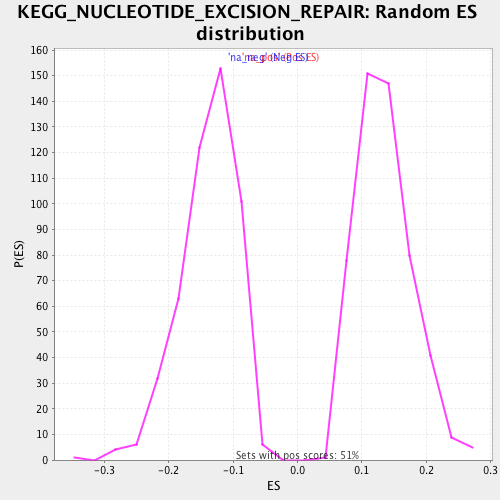 KEGG_NUCLEOTIDE_EXCISION_REPAIR: Random ES
distribution
160
150
140
130
120
110
100
90
80
70
60
50
40
30
20
10
0
P(ES)
Sets with pos scores: 51%
-0.3 -0.2 -0.1 0.0 0.1 0.2 0.3
ES